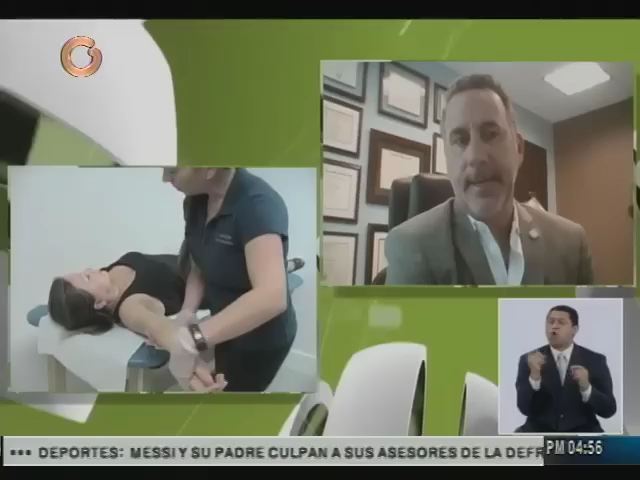 ••• DEPORTES: MESSI Y SU PADRE CULPAN A SUS ASESORES DE LA DEFR
PM 04:56